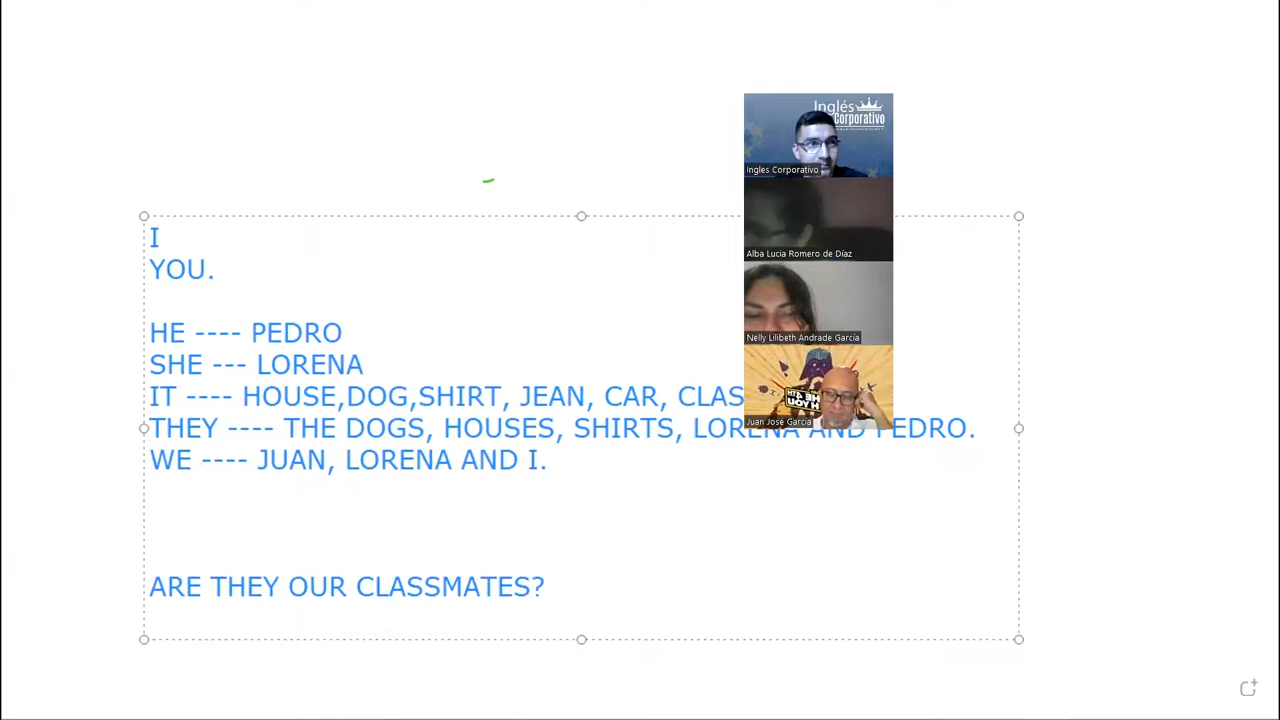 I
YOU.
HE ---- PEDRO
SHE --- LORENA
IT ---- HOUSE,DOG,SHIRT, JEAN, CAR, CLAS
THEY ---- THE DOGS, HOUSES, SHIRTS, LORENA AND PEDRO.
WE ---- JUAN, LORENA AND I.
ARE THEY OUR CLASSMATES?
Inglés
Corporativo
Ingles Corporativo
Alba Lucia Romero de Díaz
Nelly Lilibeth Andrade García
Juan José García